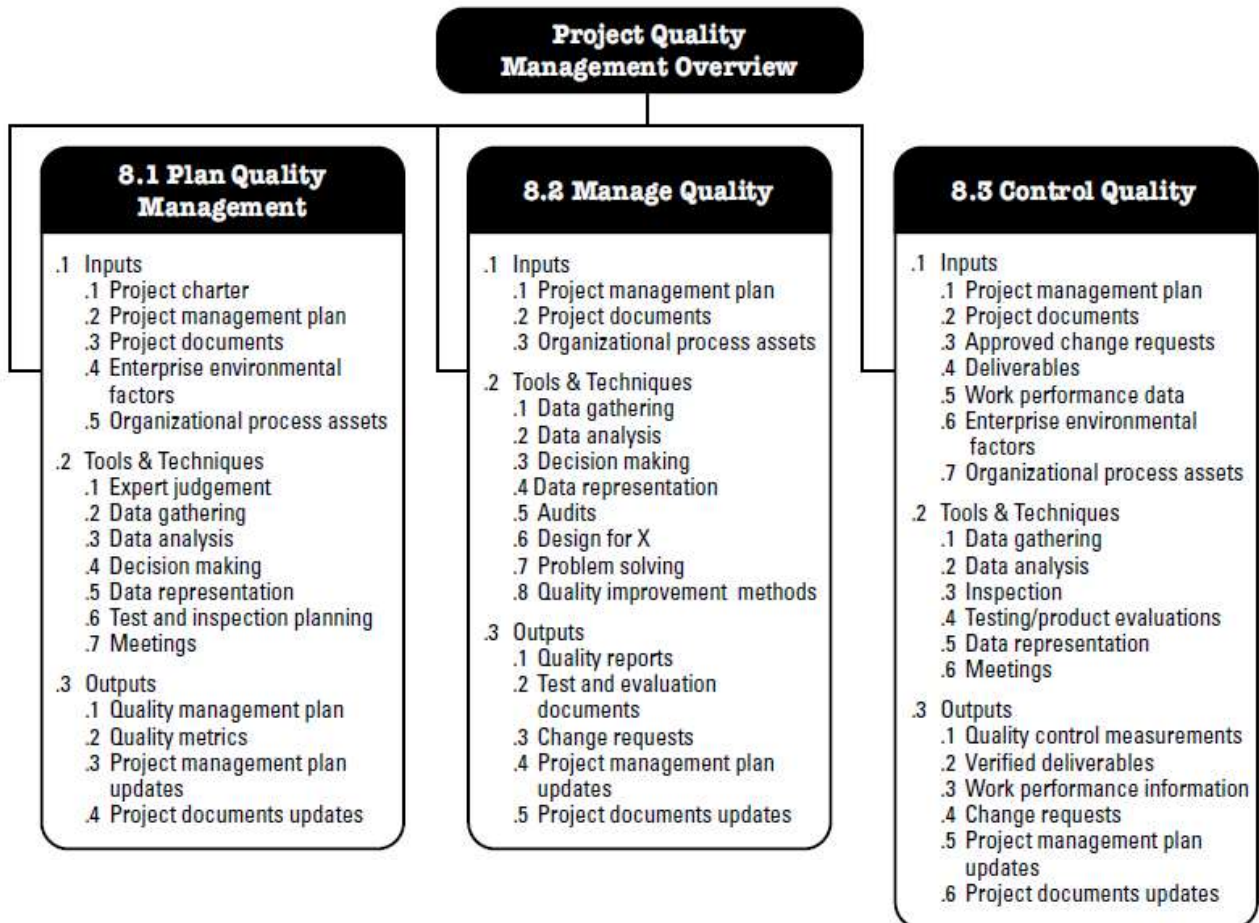 Project Quality
Management Overview
8.1 Plan Quality
Management
.1 Inputs
.1 Project charter
.2 Project management plan
.3 Project documents
.4 Enterprise environmental
factors
.5 Organizational process assets
.2 Tools & Techniques
.1 Expert judgement
.2 Data gathering
.3 Data analysis
.4 Decision making
.5 Data representation
.6 Test and inspection planning
.7 Meetings
.3 Outputs
.1 Quality management plan
.2 Quality metrics
.3 Project management plan
updates
.4 Project documents updates
8.2 Manage Quality
.1 Inputs
.1 Project management plan
.2 Project documents
.3 Organizational process assets
.2 Tools & Techniques
.1 Data gathering
.2 Data analysis
.3 Decision making
.4 Data representation
.5 Audits
.6 Design for X
.7 Problem solving
.8 Quality improvement methods
.3 Outputs
.1 Quality reports
.2 Test and evaluation
documents
.3 Change requests
.4 Project management plan
updates
.5 Project documents updates
8.3 Control Quality
.1 Inputs
.1 Project management plan
.2 Project documents
.3 Approved change requests
.4 Deliverables
.5 Work performance data
.6 Enterprise environmental
factors
.7 Organizational process assets
.2 Tools & Techniques
.1 Data gathering
.2 Data analysis
.3 Inspection
.4 Testing/product evaluations
.5 Data representation
.6 Meetings
.3 Outputs
.1 Quality control measurements
.2 Verified deliverables
.3 Work performance information
.4 Change requests
.5 Project management plan
updates
.6 Project documents updates